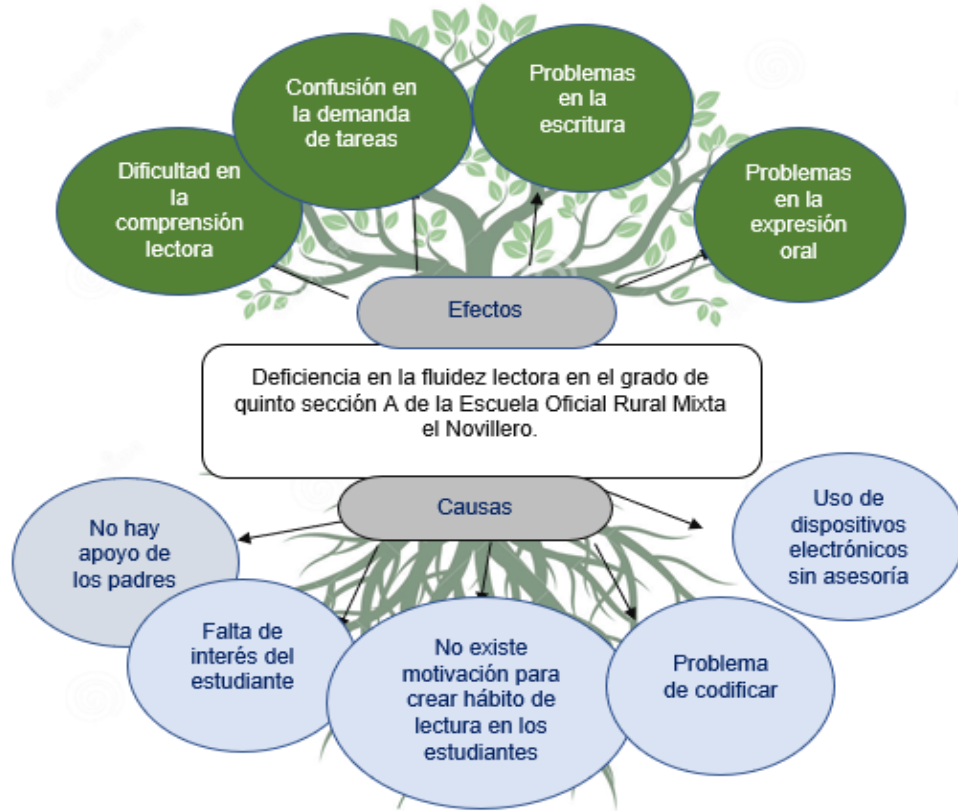 Confusión en
la demanda
de tareas
Problemas
en la
escritura
Dificultad en
la
comprensión
lectora
Problemas
en la
expresión
oral
Efectos
Deficiencia en la fluidez lectora en el grado de
quinto sección A de la Escuela Oficial Rural Mixta
el Novillero.
Causas
No hay
apoyo de
los padres
Falta de
interés del
estudiante
No existe
motivación para
crear hábito de
lectura en los
estudiantes
Problema
de codificar
Uso de
dispositivos
electrónicos
sin asesoría